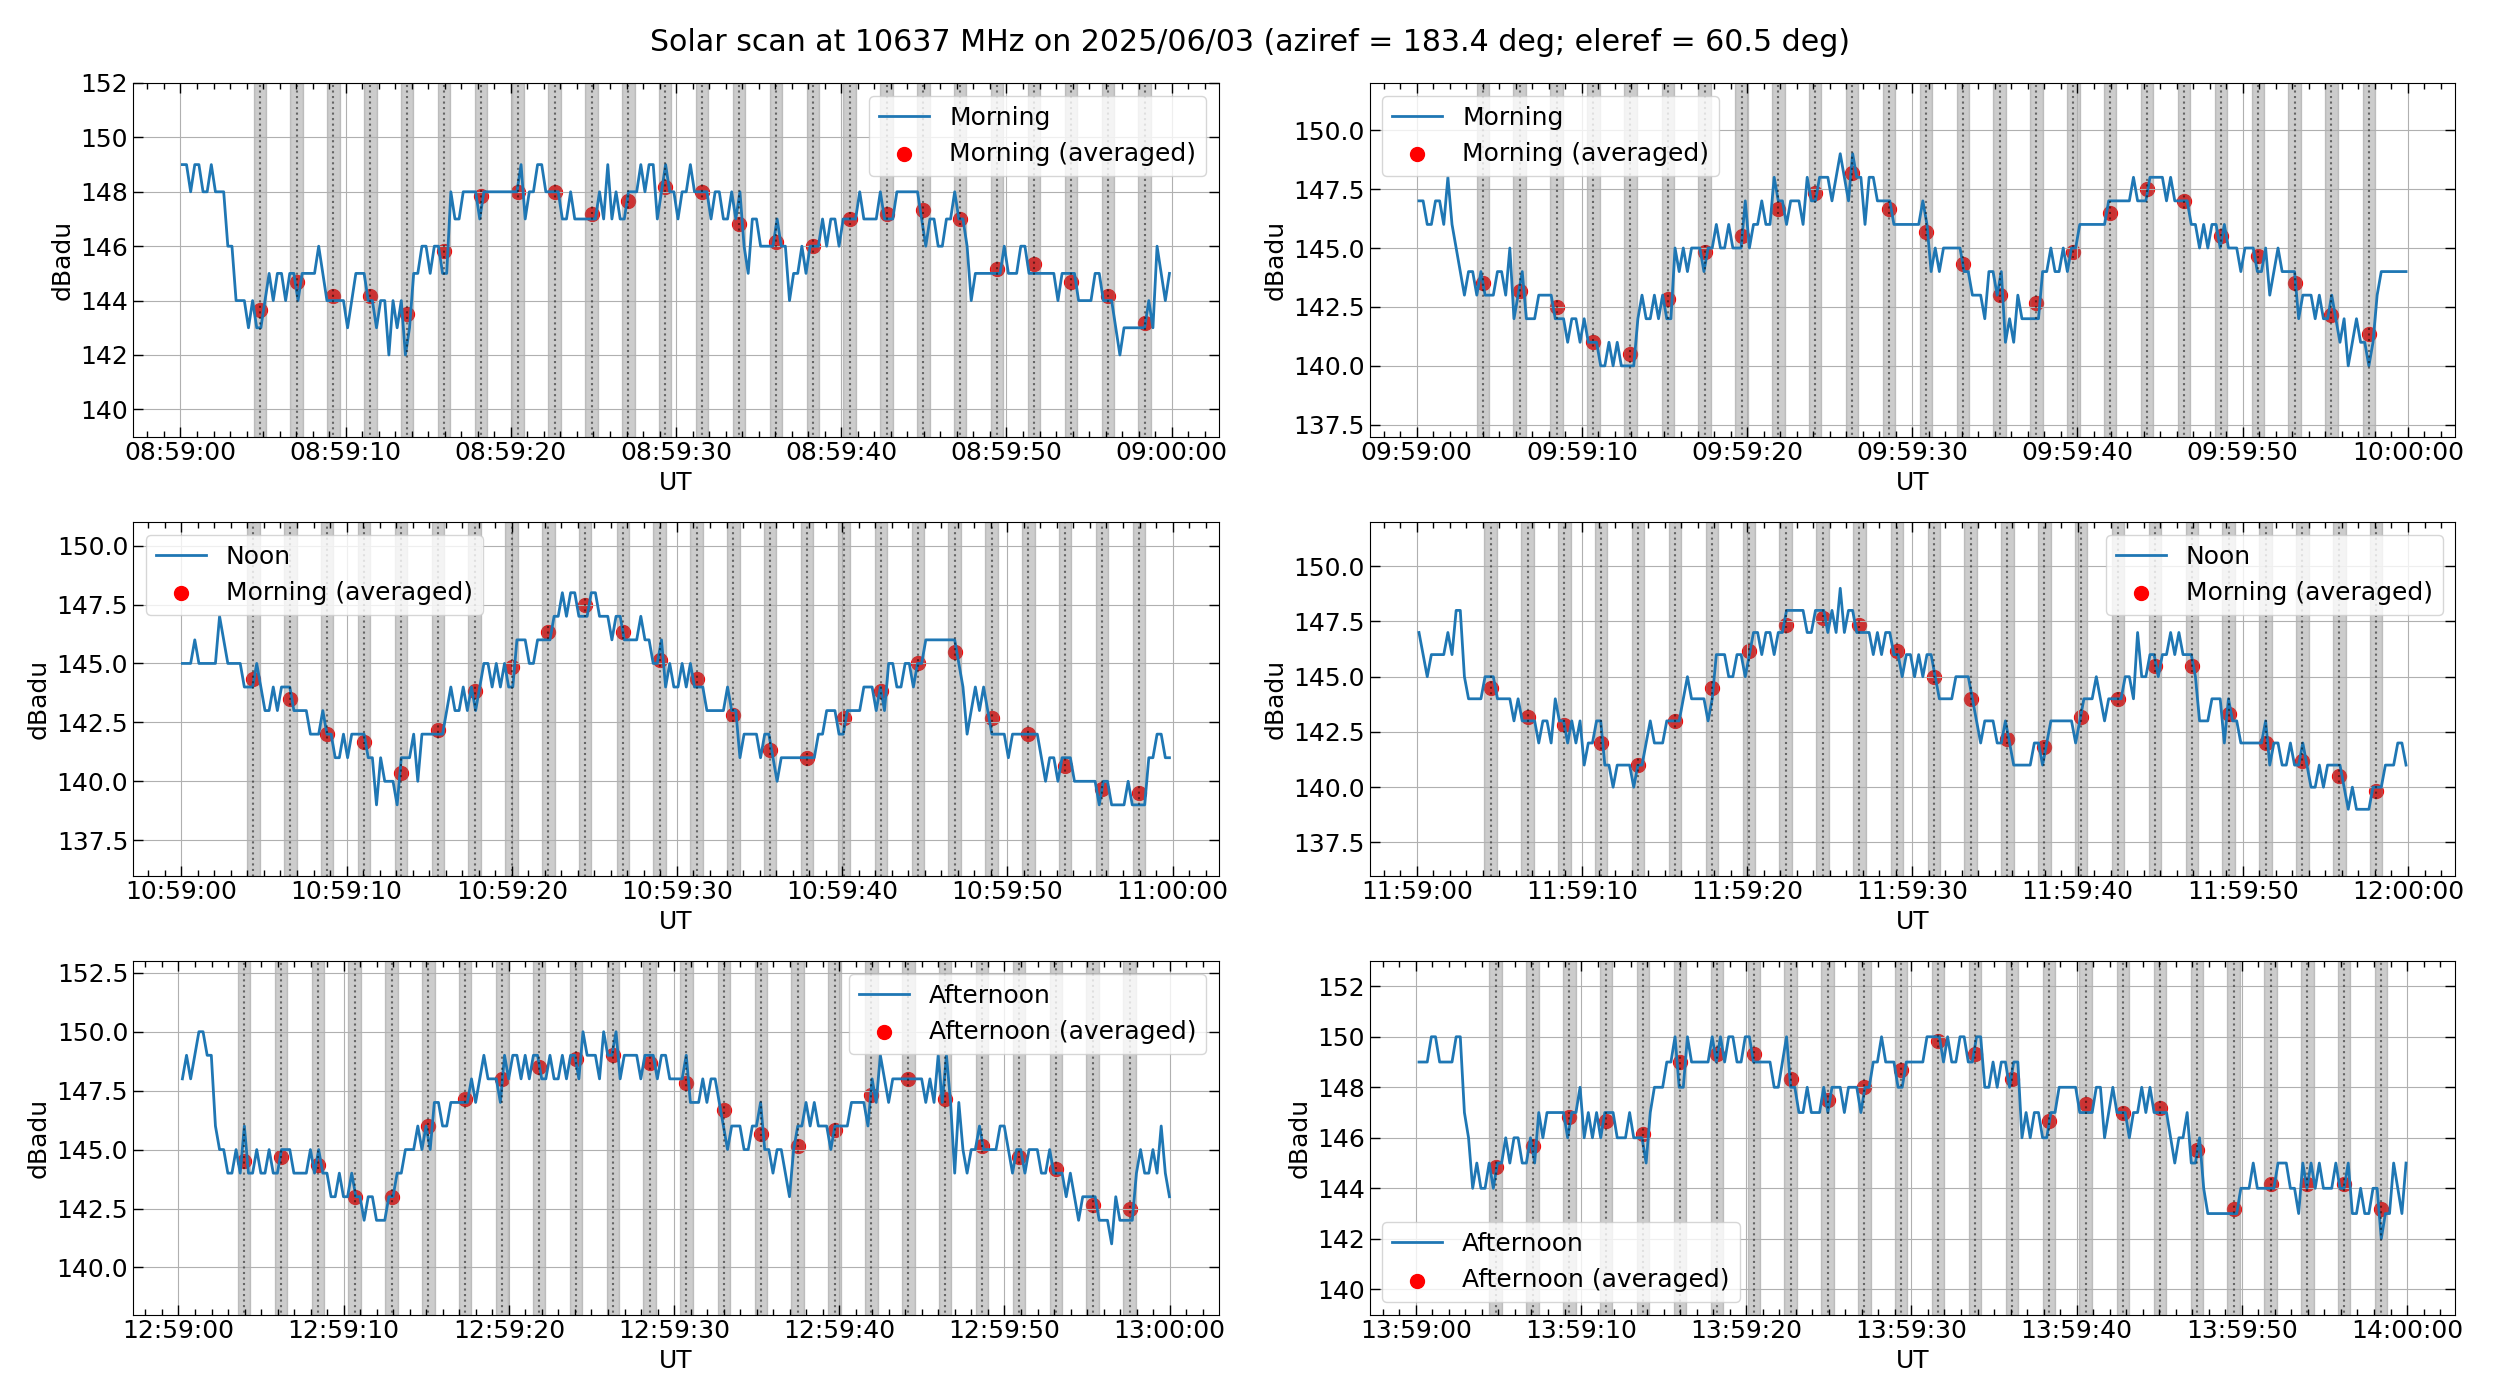 Solar scan at 10637 MHz on 2025/06/03 (aziref = 183.4 deg; eleref = 60.5 deg)
152
150
148
146
144
142
140
dBadu
Morning
Morning (averaged)
08:59:00 08:59:10 08:59:20 08:59:30 08:59:40 08:59:50 09:00:00
UT
150.0
147.5
145.0
142.5
140.0
137.5
dBadu
Morning
Morning (averaged)
09:59:00 09:59:10 09:59:20 09:59:30 09:59:40 09:59:50 10:00:00
UT
150.0
147.5
145.0
142.5
140.0
137.5
dBadu
Noon
Morning (averaged)
10:59:00 10:59:10 10:59:20 10:59:30 10:59:40 10:59:50 11:00:00
UT
150.0
147.5
145.0
142.5
140.0
137.5
dBadu
Noon
Morning (averaged)
11:59:00 11:59:10 11:59:20 11:59:30 11:59:40 11:59:50 12:00:00
UT
152.5
150.0
147.5
145.0
142.5
140.0
dBadu
Afternoon
Afternoon (averaged)
12:59:00 12:59:10 12:59:20 12:59:30 12:59:40 12:59:50 13:00:00
UT
152
150
148
146
144
142
140
dBadu
Afternoon
Afternoon (averaged)
13:59:00 13:59:10 13:59:20 13:59:30 13:59:40 13:59:50 14:00:00
UT